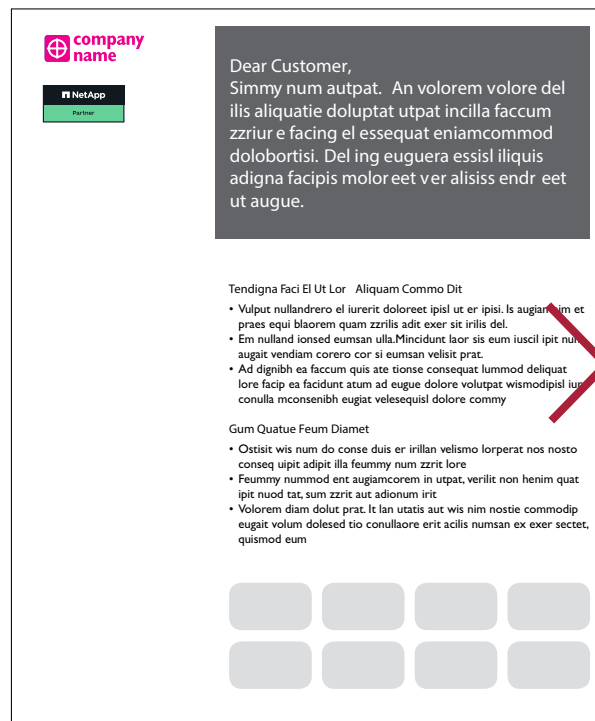 company
name
NetApp
Partner
Dear Customer,
Simmy num autpat. An volorem volore del
ilis aliquatie doluptat utpat incilla faccum
zzriur e facing el essequat eniamcommod
dolobortisi. Del ing euguera essisl iliquis
adigna facipis molor eet v er alisiss endr eet
ut augue.
Tendigna Faci El Ut Lor Aliquam Commo Dit
• Vulput nullandrero el iurerit doloreet ipisl ut er ipisi. Is augiam im et
praes equi blaorem quam zzrilis adit exer sit irilis del.
• Em nulland ionsed eumsan ulla.Mincidunt laor sis eum iuscil ipit num
augait vendiam corero cor si eumsan velisit prat.
• Ad dignibh ea faccum quis ate tionse consequat lummod deliquat
lore facip ea facidunt atum ad eugue dolore volutpat wismodipisl
conulla mconsenibh eugiat velesequisl dolore commy
Gum Quatue Feum Diamet
• Ostisit wis num do conse duis er irillan velismo lorperat nos nosto
conseq uipit adipit illa feummy num zzrit lore
• Feummy nummod ent augiamcorem in utpat, verilit non henim quat
ipit nuod tat, sum zzrit aut adionum irit
• Volorem diam dolut prat. It lan utatis aut wis nim nostie commodip
eugait volum dolesed tio conullaore erit acilis numsan ex exer sectet,
quismod eum